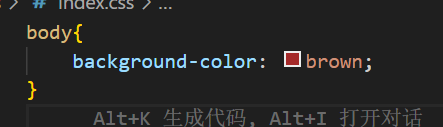 # index.css > ...
body{
background-color: brown;
}
Alt+K 生成代码, Alt+I 打开对话